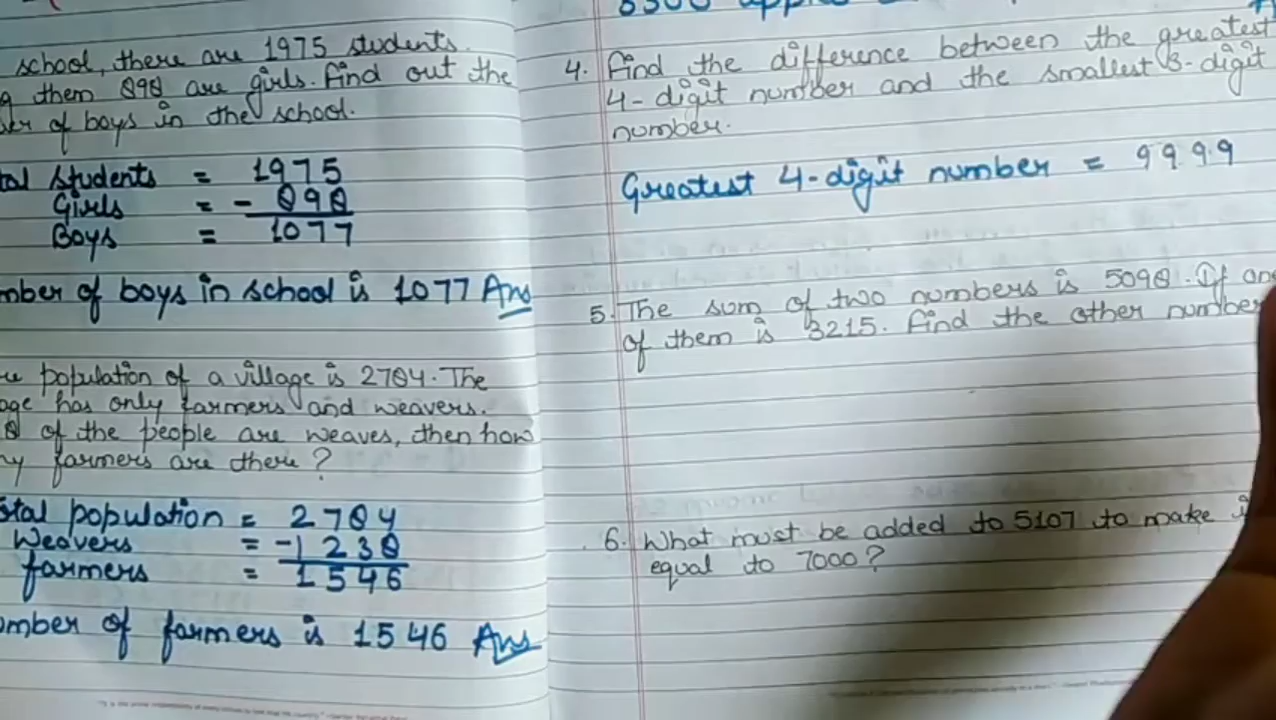 school, there are 1975 students.
them 898 are girls. Find out the
of boys in the school.
students = 1975
Girls = - 898
Boys = 1077
of boys in school is 1077 Ans
population of a village is 2784. The
has only farmers and weavers.
of the people are weaves, then how
farmers are there?
population = 2784
Weavers = -1238
farmers = 1546
of farmers is 1546 Ans
4. Find the difference between the greatest
4-digit number and the smallest 3-digit
number.
Greatest 4-digit number = 9999
5. The sum of two numbers is 5098. If
of them is 3215. Find the other number
6. What must be added to 5107 to make
equal to 7000?